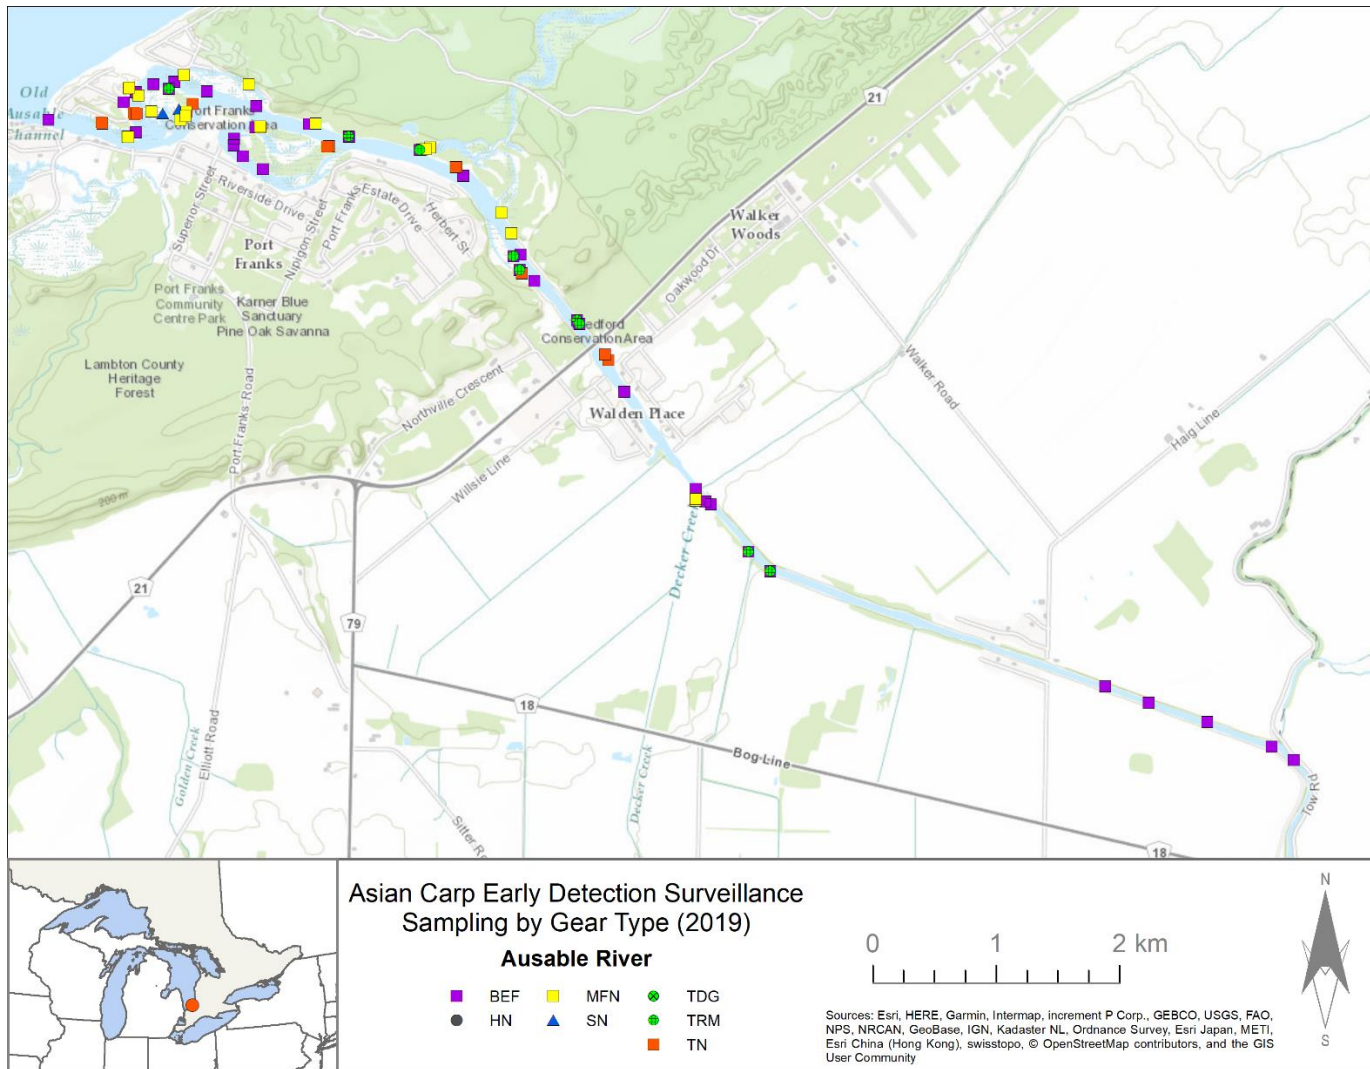 21
Old
Ausable
Channel
Port Franks
Conservation Area
Riverside Drive
Superior Street
Nipigon Street
Port Franks
Estate Drive
Herbert St
Port
Franks
Walker
Woods
Oakwood Dr
Port Franks
Community
Centre Park
Karner Blue
Sanctuary
Pine Oak Savanna
Conservation Area
Lambton County
Heritage
Forest
Walker Road
Northville Crescent
Walden Place
Haig Line
Port Franks Road
Willsie Line
200 m
Decker Creek
21
79
18
Elliott Road
Golden Creek
Decker Creek
Bog Line
Tow Rd
18
Asian Carp Early Detection Surveillance
Sampling by Gear Type (2019)
Ausable River
BEF MFN TDG
HN SN TRM
TN
0 1 2 km
N
S
Sources: Esri, HERE, Garmin, Intermap, increment P Corp., GEBCO, USGS, FAO,
NPS, NRCAN, GeoBase, IGN, Kadaster NL, Ordnance Survey, Esri Japan, METI,
Esri China (Hong Kong), swisstopo, © OpenStreetMap contributors, and the GIS
User Community